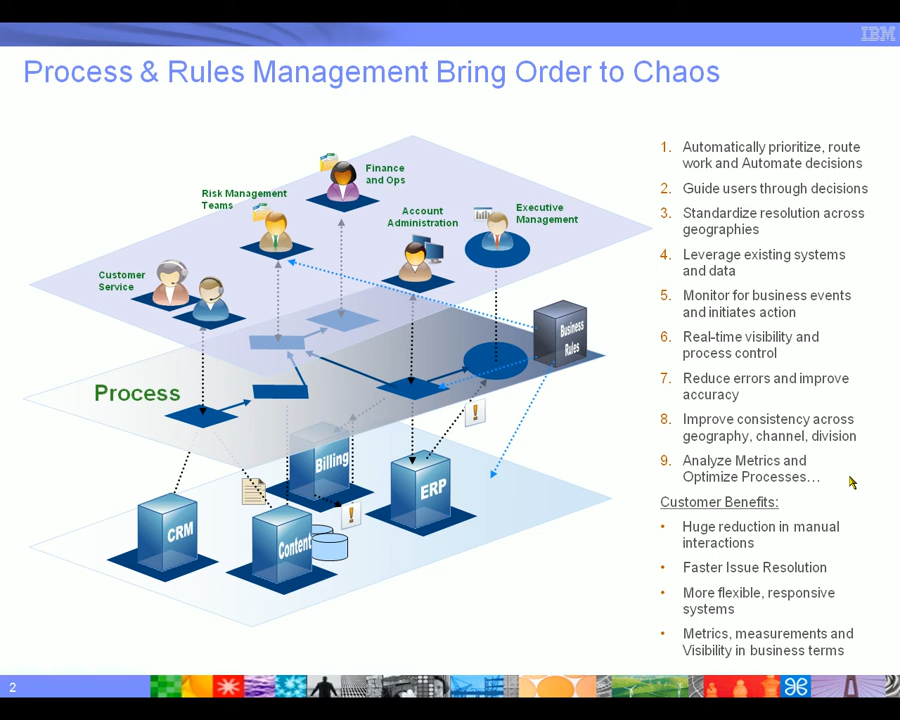 IBM
Process & Rules Management Bring Order to Chaos
Finance
and Ops
Risk Management
Teams
Account
Administration
Executive
Management
Customer
Service
Business
Rules
Process
Billing
ERP
CRM
Content
1. Automatically prioritize, route
work and Automate decisions
2. Guide users through decisions
3. Standardize resolution across
geographies
4. Leverage existing systems
and data
5. Monitor for business events
and initiates action
6. Real-time visibility and
process control
7. Reduce errors and improve
accuracy
8. Improve consistency across
geography, channel, division
9. Analyze Metrics and
Optimize Processes…
Customer Benefits:
• Huge reduction in manual
interactions
• Faster Issue Resolution
• More flexible, responsive
systems
• Metrics, measurements and
Visibility in business terms
2